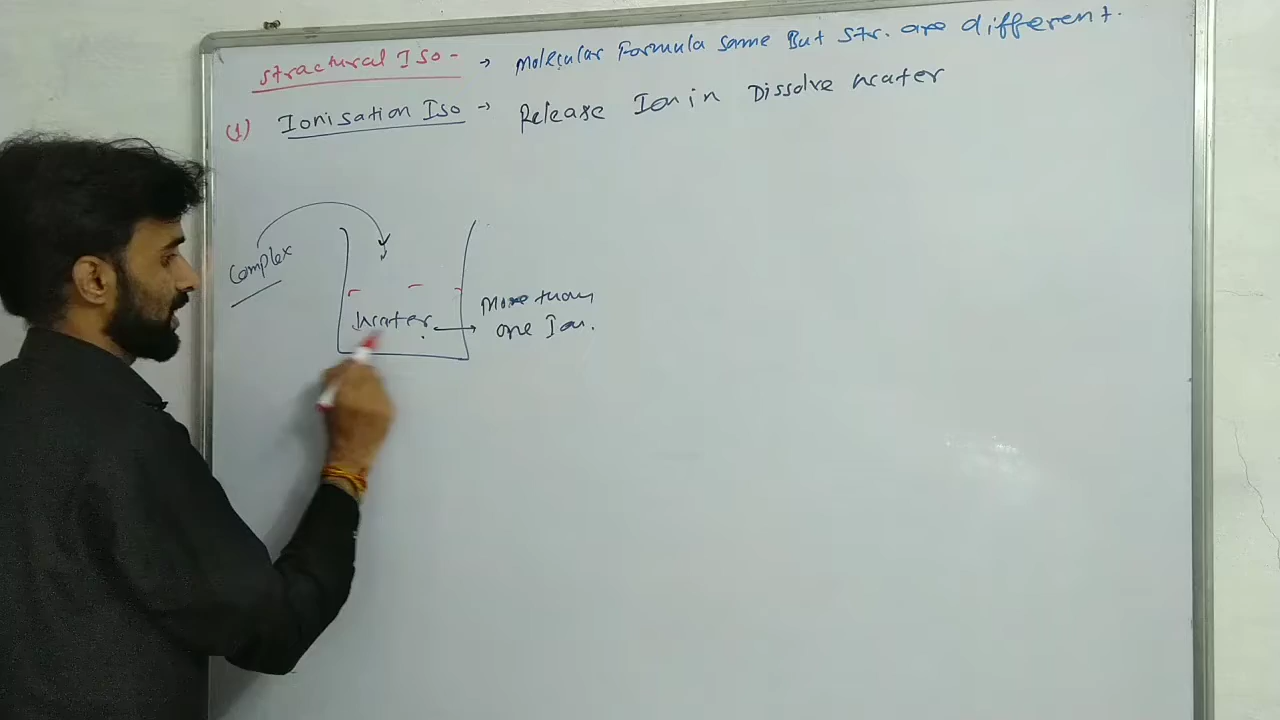 Stractural Iso- → Molecular Formula same But str. are different.
(1) Ionisation Iso → Release Ion in Dissolve water
Complex
water → More than
one Ion.